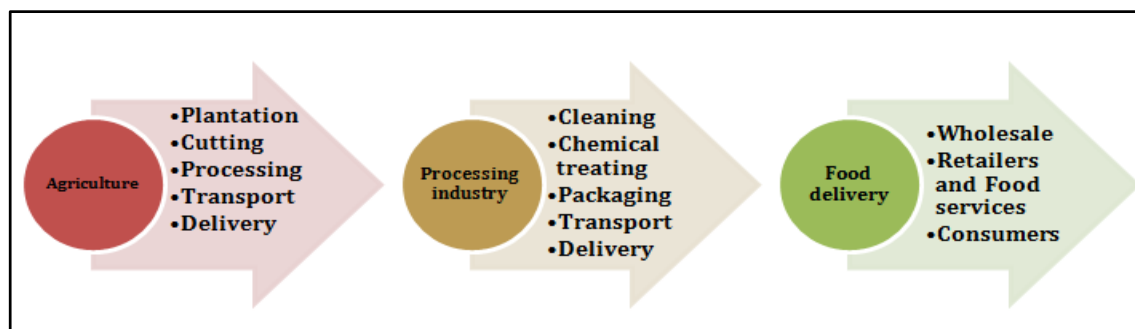 Agriculture
•Plantation
•Cutting
•Processing
•Transport
•Delivery
Processing
industry
•Cleaning
•Chemical
treating
•Packaging
•Transport
•Delivery
Food
delivery
•Wholesale
•Retailers
and Food
services
•Consumers